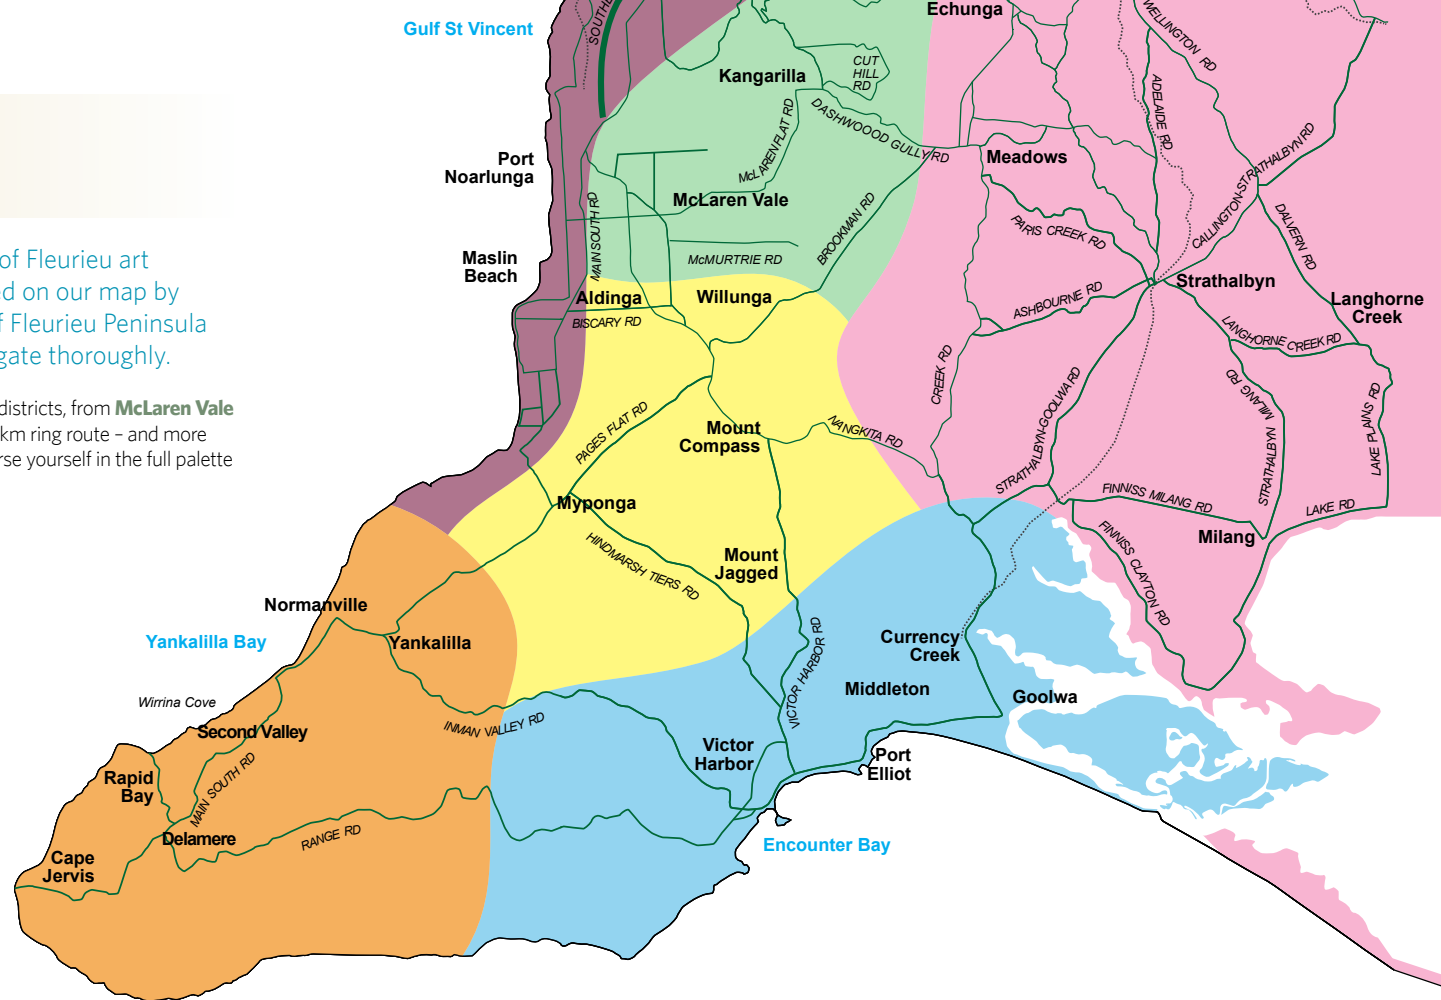 of Fleurieu art
ed on our map by
f Fleurieu Peninsula
gate thoroughly.
districts, from McLaren Vale
km ring route – and more
rse yourself in the full palette
Gulf St Vincent
Echunga
Kangarilla
CUT
HILL
RD
WELLINGTON RD
ADELAIDE RD
McLAREN FLAT RD
DASHWOOOD GULLY RD
Port
Noarlunga
Meadows
McLaren Vale
MAIN SOUTH RD
BROOKMAN RD
PARIS CREEK RD
CALLINGTON-STRATHALBYN RD
DALVERN RD
Maslin
Beach
McMURTRIE RD
Aldinga
Willunga
BISCARY RD
ASHBOURNE RD
Strathalbyn
Langhorne
Creek
LANGHORNE CREEK RD
CREEK RD
STRATHALBYN-GOOLWA RD
STRATHALBYN MILANG RD
LAKE PLAINS RD
PAGES FLAT RD
Mount
Compass
NANGKITA RD
Myponga
FINNISS MILANG RD
LAKE RD
Milang
HINDMARSH TIERS RD
Mount
Jagged
FINNISS CLAYTON RD
Normanville
Yankalilla Bay
Yankalilla
VICTOR HARBOR RD
Currency
Creek
Middleton
Goolwa
Wirrina Cove
INMAN VALLEY RD
Second Valley
Victor
Harbor
Port
Elliot
Rapid
Bay
MAIN SOUTH RD
Delamere
RANGE RD
Encounter Bay
Cape
Jervis